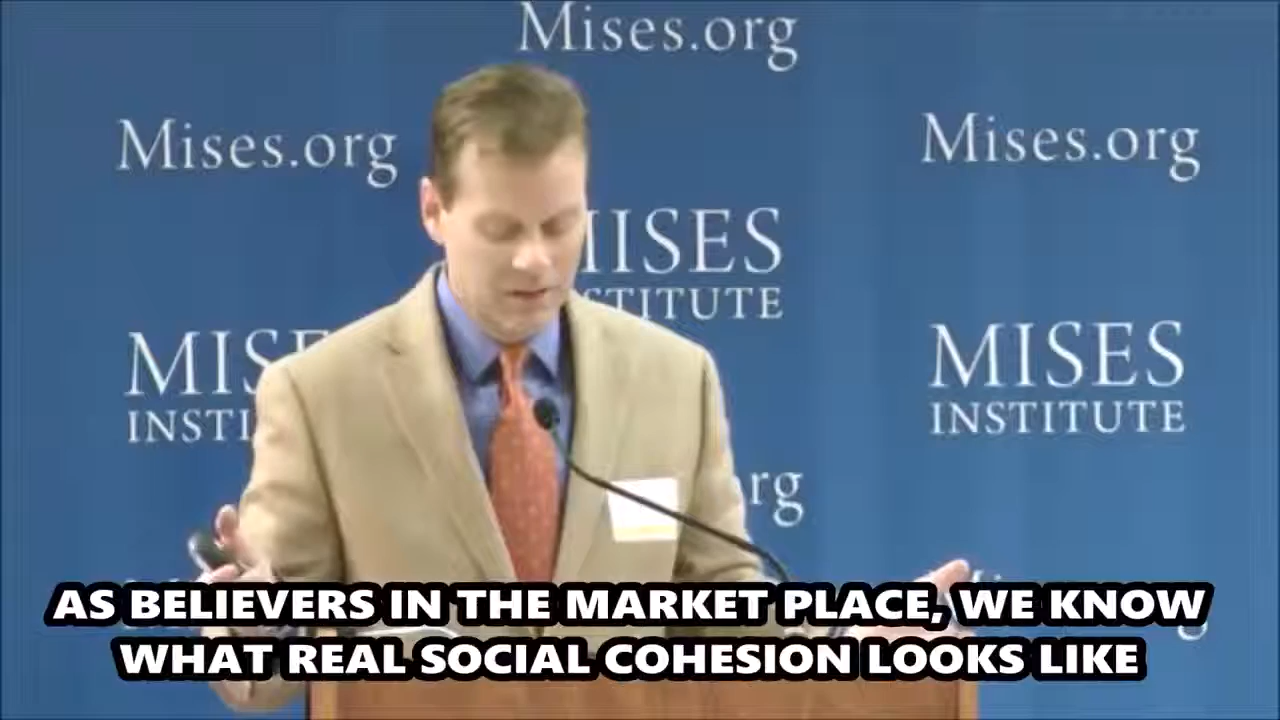 Mises.org
Mises.org
Mises.org
MISES
INSTITUTE
MISES
INSTITUTE
rg
AS BELIEVERS IN THE MARKET PLACE, WE KNOW
WHAT REAL SOCIAL COHESION LOOKS LIKE